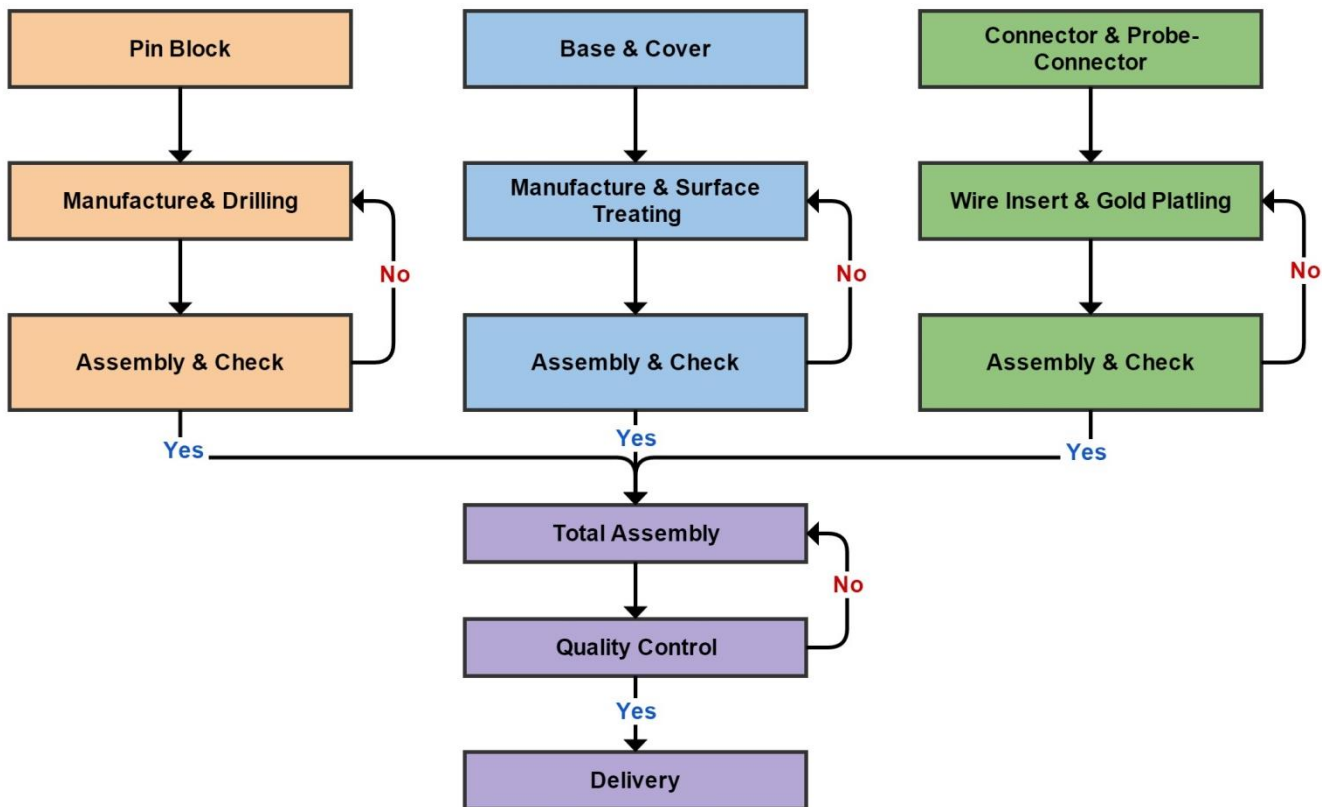 Pin Block
Base & Cover
Connector & Probe-
Connector
Manufacture& Drilling
Manufacture & Surface
Treating
Wire Insert & Gold Platling
No
No
No
Assembly & Check
Assembly & Check
Assembly & Check
Yes
Yes
Yes
Total Assembly
No
Quality Control
Yes
Delivery